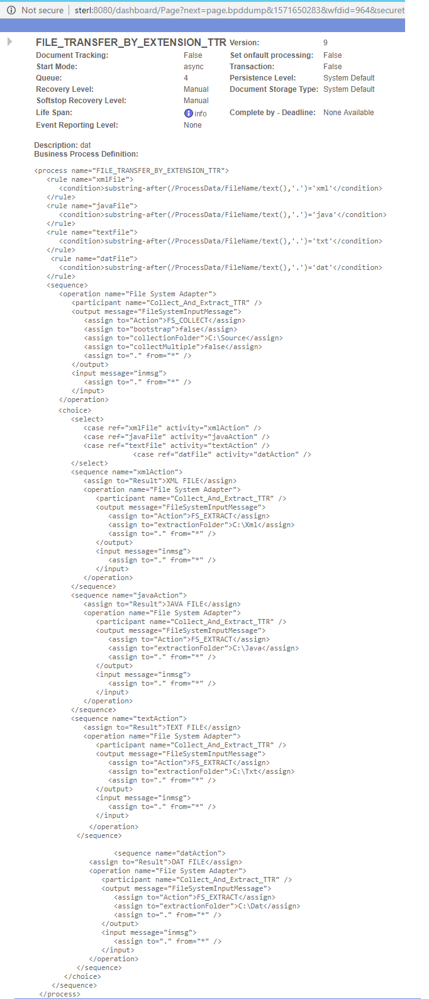 Not secure | sterl:8080/dashboard/Page?next=page.bpddump&1571650283&wfdid=964&securet
FILE_TRANSFER_BY_EXTENSION_TTR Version: 9
Document Tracking: False Set onfault processing: False
Start Mode: async Transaction: False
Queue: 4 Persistence Level: System Default
Recovery Level: Manual Document Storage Type: System Default
Softstop Recovery Level: Manual
Life Span: info Complete by - Deadline: None Available
Event Reporting Level: None
Description: dat
Business Process Definition:
<process name="FILE_TRANSFER_BY_EXTENSION_TTR">
<rule name="xmlFile">
<condition>substring-after(/ProcessData/FileName/text(),'.')='xml'</condition>
</rule>
<rule name="javaFile">
<condition>substring-after(/ProcessData/FileName/text(),'.')='java'</condition>
</rule>
<rule name="textFile">
<condition>substring-after(/ProcessData/FileName/text(),'.')='txt'</condition>
</rule>
<rule name="datFile">
<condition>substring-after(/ProcessData/FileName/text(),'.')='dat'</condition>
</rule>
<sequence>
<operation name="File System Adapter">
<participant name="Collect_And_Extract_TTR" />
<output message="FileSystemInputMessage">
<assign to="Action">FS_COLLECT</assign>
<assign to="bootstrap">false</assign>
<assign to="collectionFolder">C:\Source</assign>
<assign to="collectMultiple">false</assign>
<assign to="." from="*" />
</output>
<input message="inmsg">
<assign to="." from="*" />
</input>
</operation>
<choice>
<select>
<case ref="xmlFile" activity="xmlAction" />
<case ref="javaFile" activity="javaAction" />
<case ref="textFile" activity="textAction" />
<case ref="datFile" activity="datAction" />
</select>
<sequence name="xmlAction">
<assign to="Result">XML FILE</assign>
<operation name="File System Adapter">
<participant name="Collect_And_Extract_TTR" />
<output message="FileSystemInputMessage">
<assign to="Action">FS_EXTRACT</assign>
<assign to="extractionFolder">C:\Xml</assign>
<assign to="." from="*" />
</output>
<input message="inmsg">
<assign to="." from="*" />
</input>
</operation>
</sequence>
<sequence name="javaAction">
<assign to="Result">JAVA FILE</assign>
<operation name="File System Adapter">
<participant name="Collect_And_Extract_TTR" />
<output message="FileSystemInputMessage">
<assign to="Action">FS_EXTRACT</assign>
<assign to="extractionFolder">C:\Java</assign>
<assign to="." from="*" />
</output>
<input message="inmsg">
<assign to="." from="*" />
</input>
</operation>
</sequence>
<sequence name="textAction">
<assign to="Result">TEXT FILE</assign>
<operation name="File System Adapter">
<participant name="Collect_And_Extract_TTR" />
<output message="FileSystemInputMessage">
<assign to="Action">FS_EXTRACT</assign>
<assign to="extractionFolder">C:\Txt</assign>
<assign to="." from="*" />
</output>
<input message="inmsg">
<assign to="." from="*" />
</input>
</operation>
</sequence>
<sequence name="datAction">
<assign to="Result">DAT FILE</assign>
<operation name="File System Adapter">
<participant name="Collect_And_Extract_TTR" />
<output message="FileSystemInputMessage">
<assign to="Action">FS_EXTRACT</assign>
<assign to="extractionFolder">C:\Dat</assign>
<assign to="." from="*" />
</output>
<input message="inmsg">
<assign to="." from="*" />
</input>
</operation>
</sequence>
</choice>
</sequence>
</process>